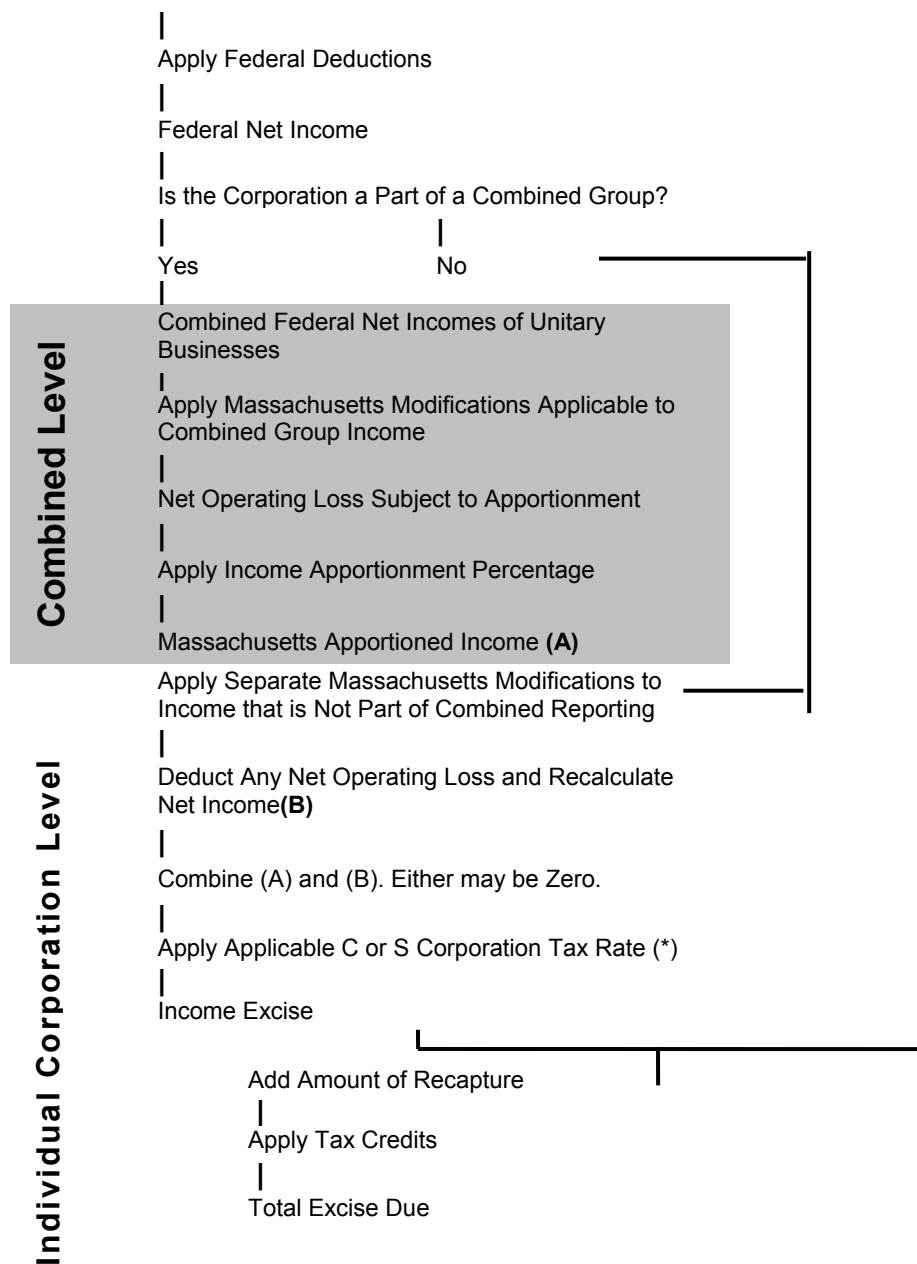 Apply Federal Deductions
Federal Net Income
Is the Corporation a Part of a Combined Group?
Yes No
Combined Level
Combined Federal Net Incomes of Unitary
Businesses
Apply Massachusetts Modifications Applicable to
Combined Group Income
Net Operating Loss Subject to Apportionment
Apply Income Apportionment Percentage
Massachusetts Apportioned Income (A)
Individual Corporation Level
Apply Separate Massachusetts Modifications to
Income that is Not Part of Combined Reporting
Deduct Any Net Operating Loss and Recalculate
Net Income(B)
Combine (A) and (B). Either may be Zero.
Apply Applicable C or S Corporation Tax Rate (*)
Income Excise
Add Amount of Recapture
Apply Tax Credits
Total Excise Due